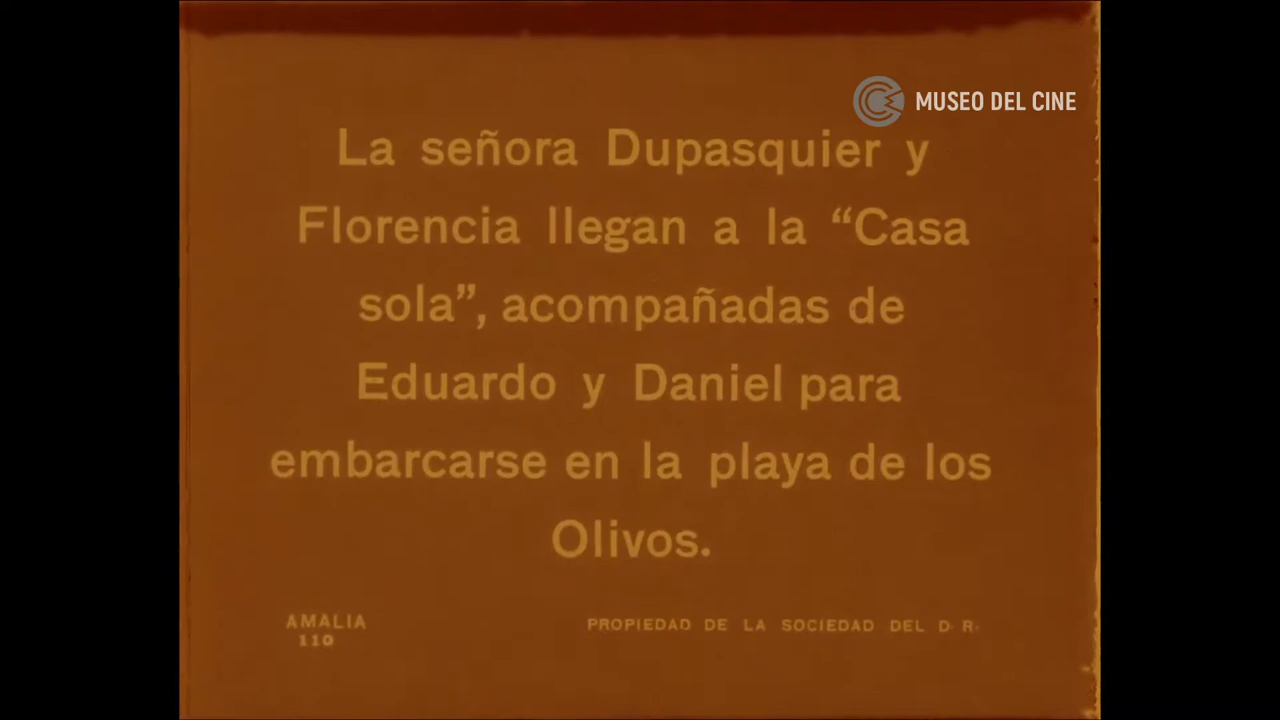 MUSEO DEL CINE
La señora Dupasquier y
Florencia llegan a la “Casa
sola”, acompañadas de
Eduardo y Daniel para
embarcarse en la playa de los
Olivos.
AMALIA
110
PROPIEDAD DE LA SOCIEDAD DEL D. R.